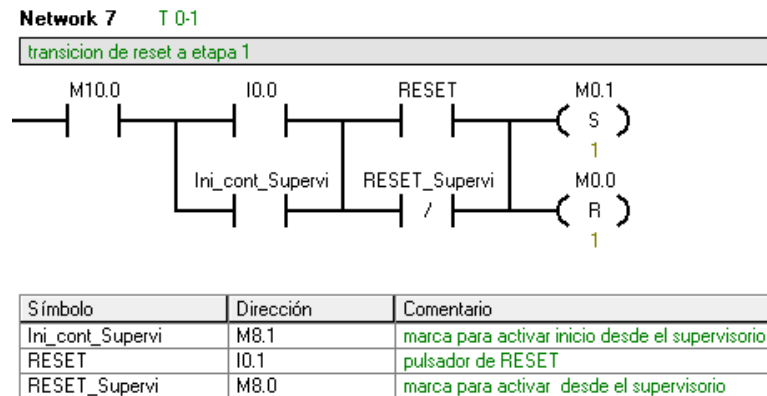 Network 7 T 0-1
transicion de reset a etapa 1
M10.0 I0.0 RESET M0.1
S
1
Ini_cont_Supervi RESET_Supervi M0.0
/ R
1
Símbolo Dirección Comentario
Ini_cont_Supervi M8.1 marca para activar inicio desde el supervisorio
RESET I0.1 pulsador de RESET
RESET_Supervi M8.0 marca para activar desde el supervisorio